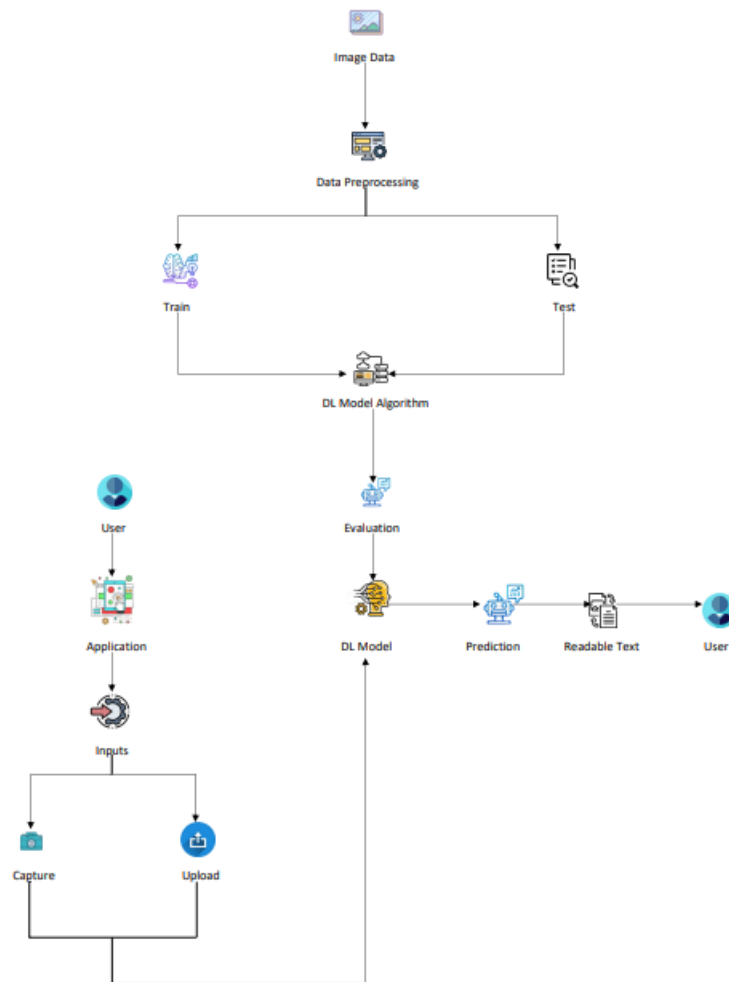 Image Data
Data Preprocessing
Train
Test
DL Model Algorithm
User
Evaluation
Application
DL Model
Prediction
Readable Text
User
Inputs
Capture
Upload